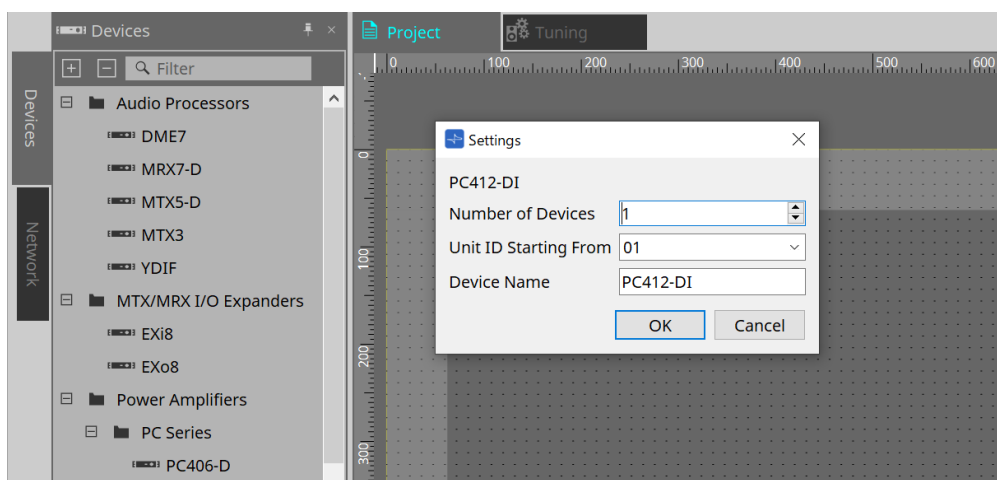 Devices
Filter
Audio Processors
DME7
MRX7-D
MTX5-D
MTX3
YDIF
MTX/MRX I/O Expanders
EXi8
EXo8
Power Amplifiers
PC Series
PC406-D
Devices
Network
Project
Tuning
0 100 200 300 400 500 600
0
100
200
300
Settings
PC412-DI
Number of Devices 1
Unit ID Starting From 01
Device Name PC412-DI
OK Cancel